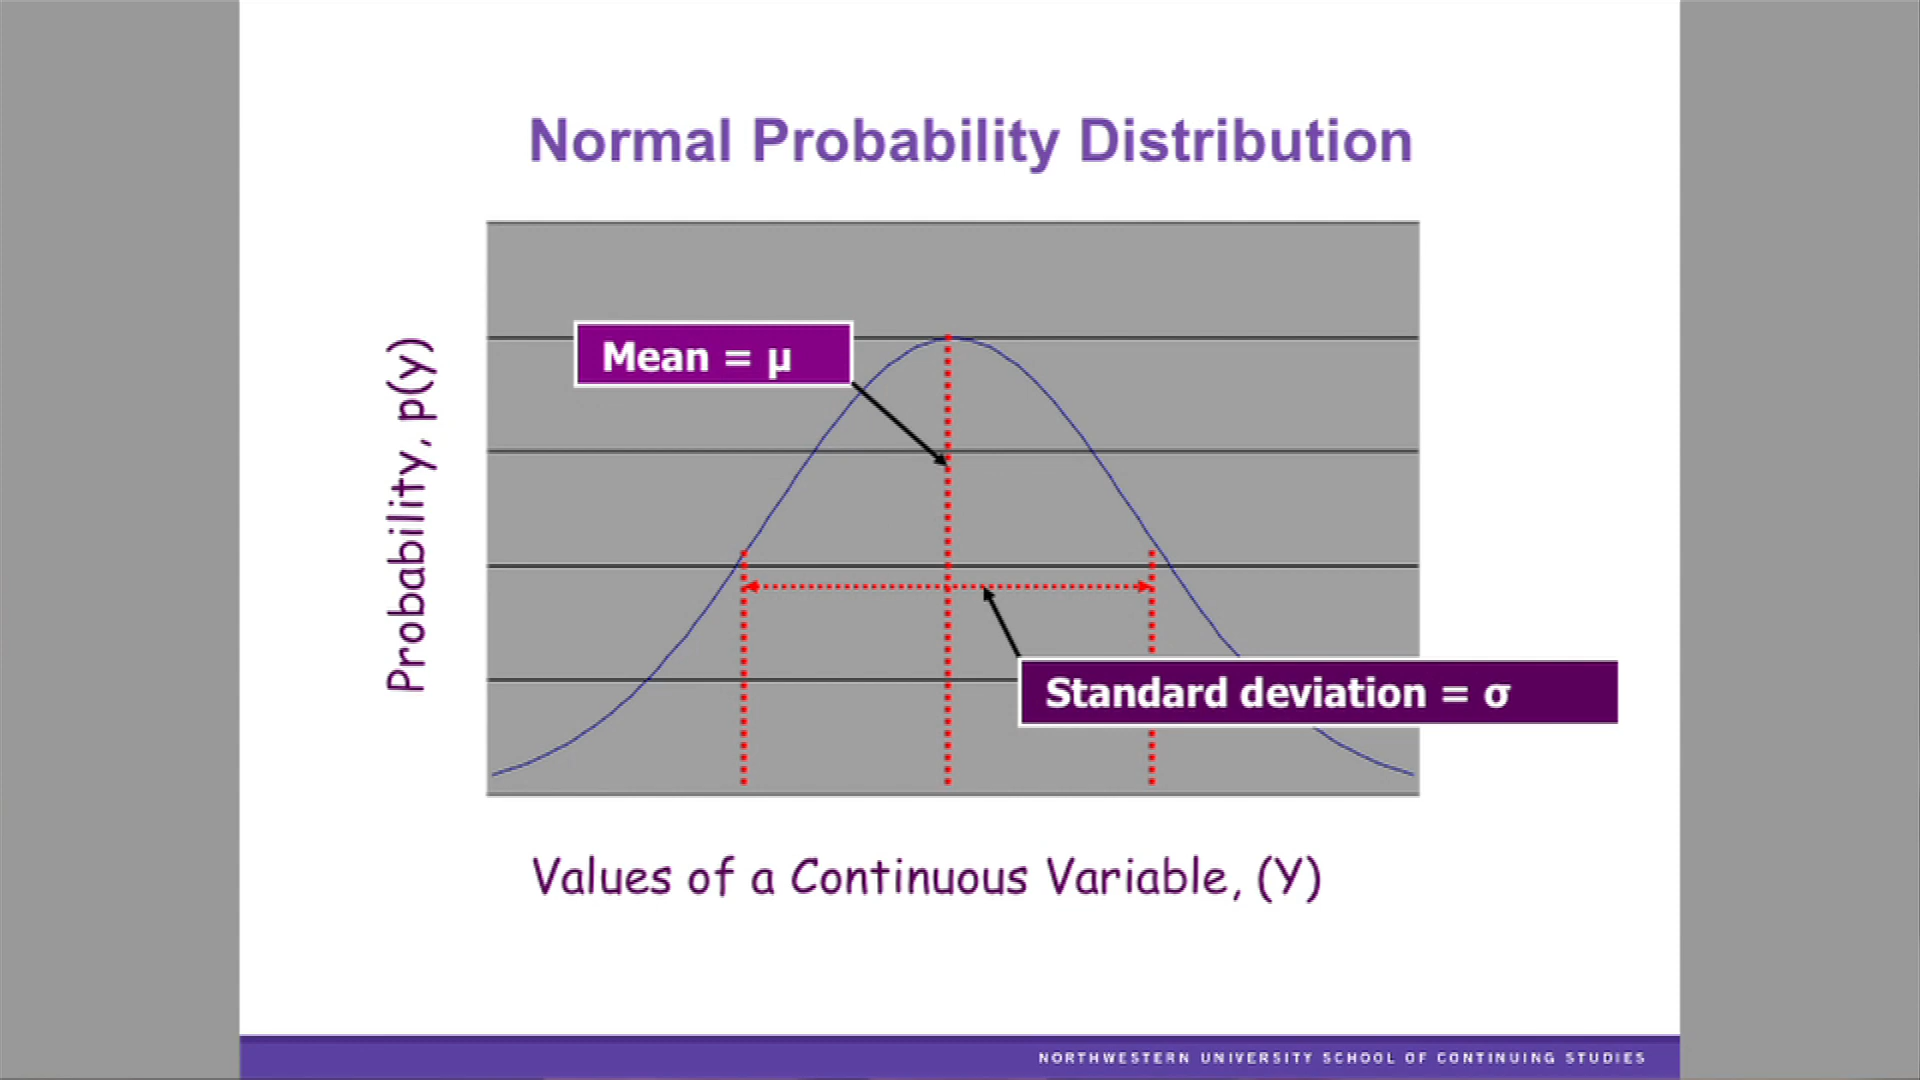 Normal Probability Distribution
Mean = μ
Probability, p(y)
Standard deviation = σ
Values of a Continuous Variable, (Y)
NORTHWESTERN UNIVERSITY SCHOOL OF CONTINUING STUDIES